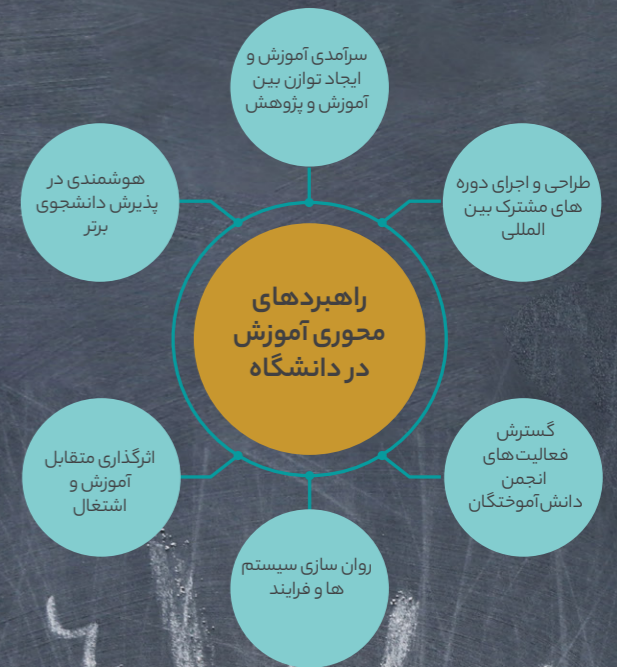 سرآمدی آموزش و
ایجاد توازن بین
آموزش و پژوهش
طراحی و اجرای دوره
های مشترک بین
المللی
هوشمندی در
پذیرش دانشجوی
برتر
راهبردهای
محوری آموزش
در دانشگاه
گسترش
فعالیت‌های
انجمن
دانش‌آموختگان
اثرگذاری متقابل
آموزش و
اشتغال
روان سازی سیستم
ها و فرایند